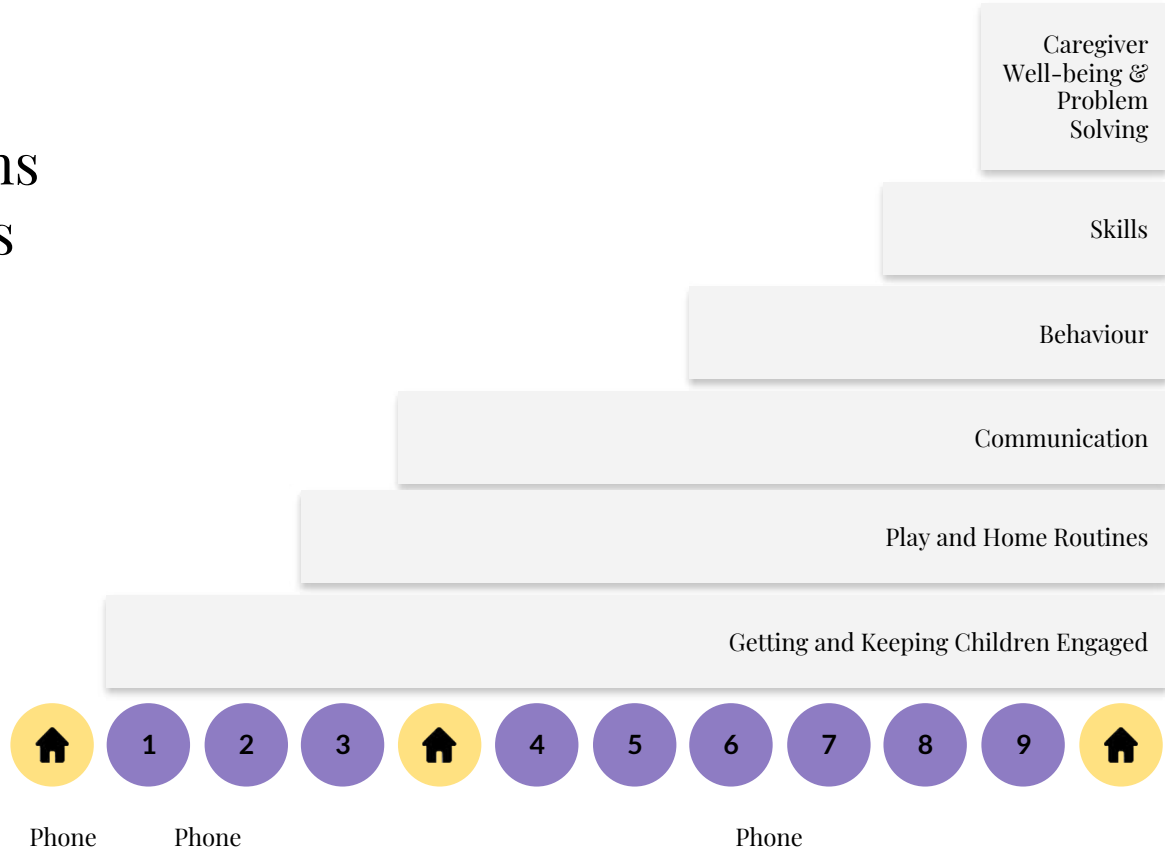 Caregiver
Well-being &
Problem
Solving
Skills
Behaviour
Communication
Play and Home Routines
Getting and Keeping Children Engaged
1 2 3 4 5 6 7 8 9
Phone Phone Phone